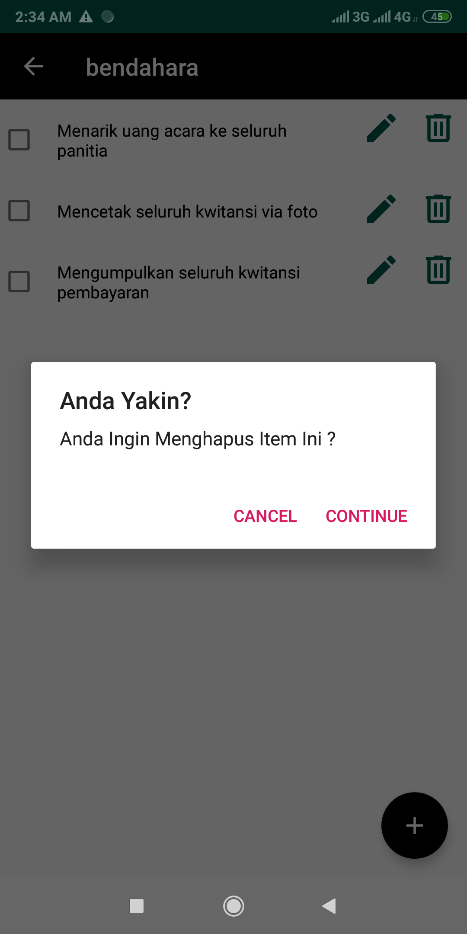 2:34 AM 3G 4G 45
bendahara
Menarik uang acara ke seluruh
panitia
Mencetak seluruh kwitansi via foto
Mengumpulkan seluruh kwitansi
pembayaran
Anda Yakin?
Anda Ingin Menghapus Item Ini ?
CANCEL CONTINUE